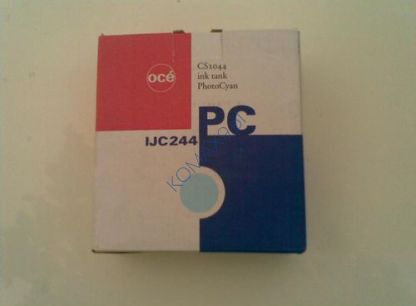 océ
CS2044
ink tank
PhotoCyan
PC
IJC244